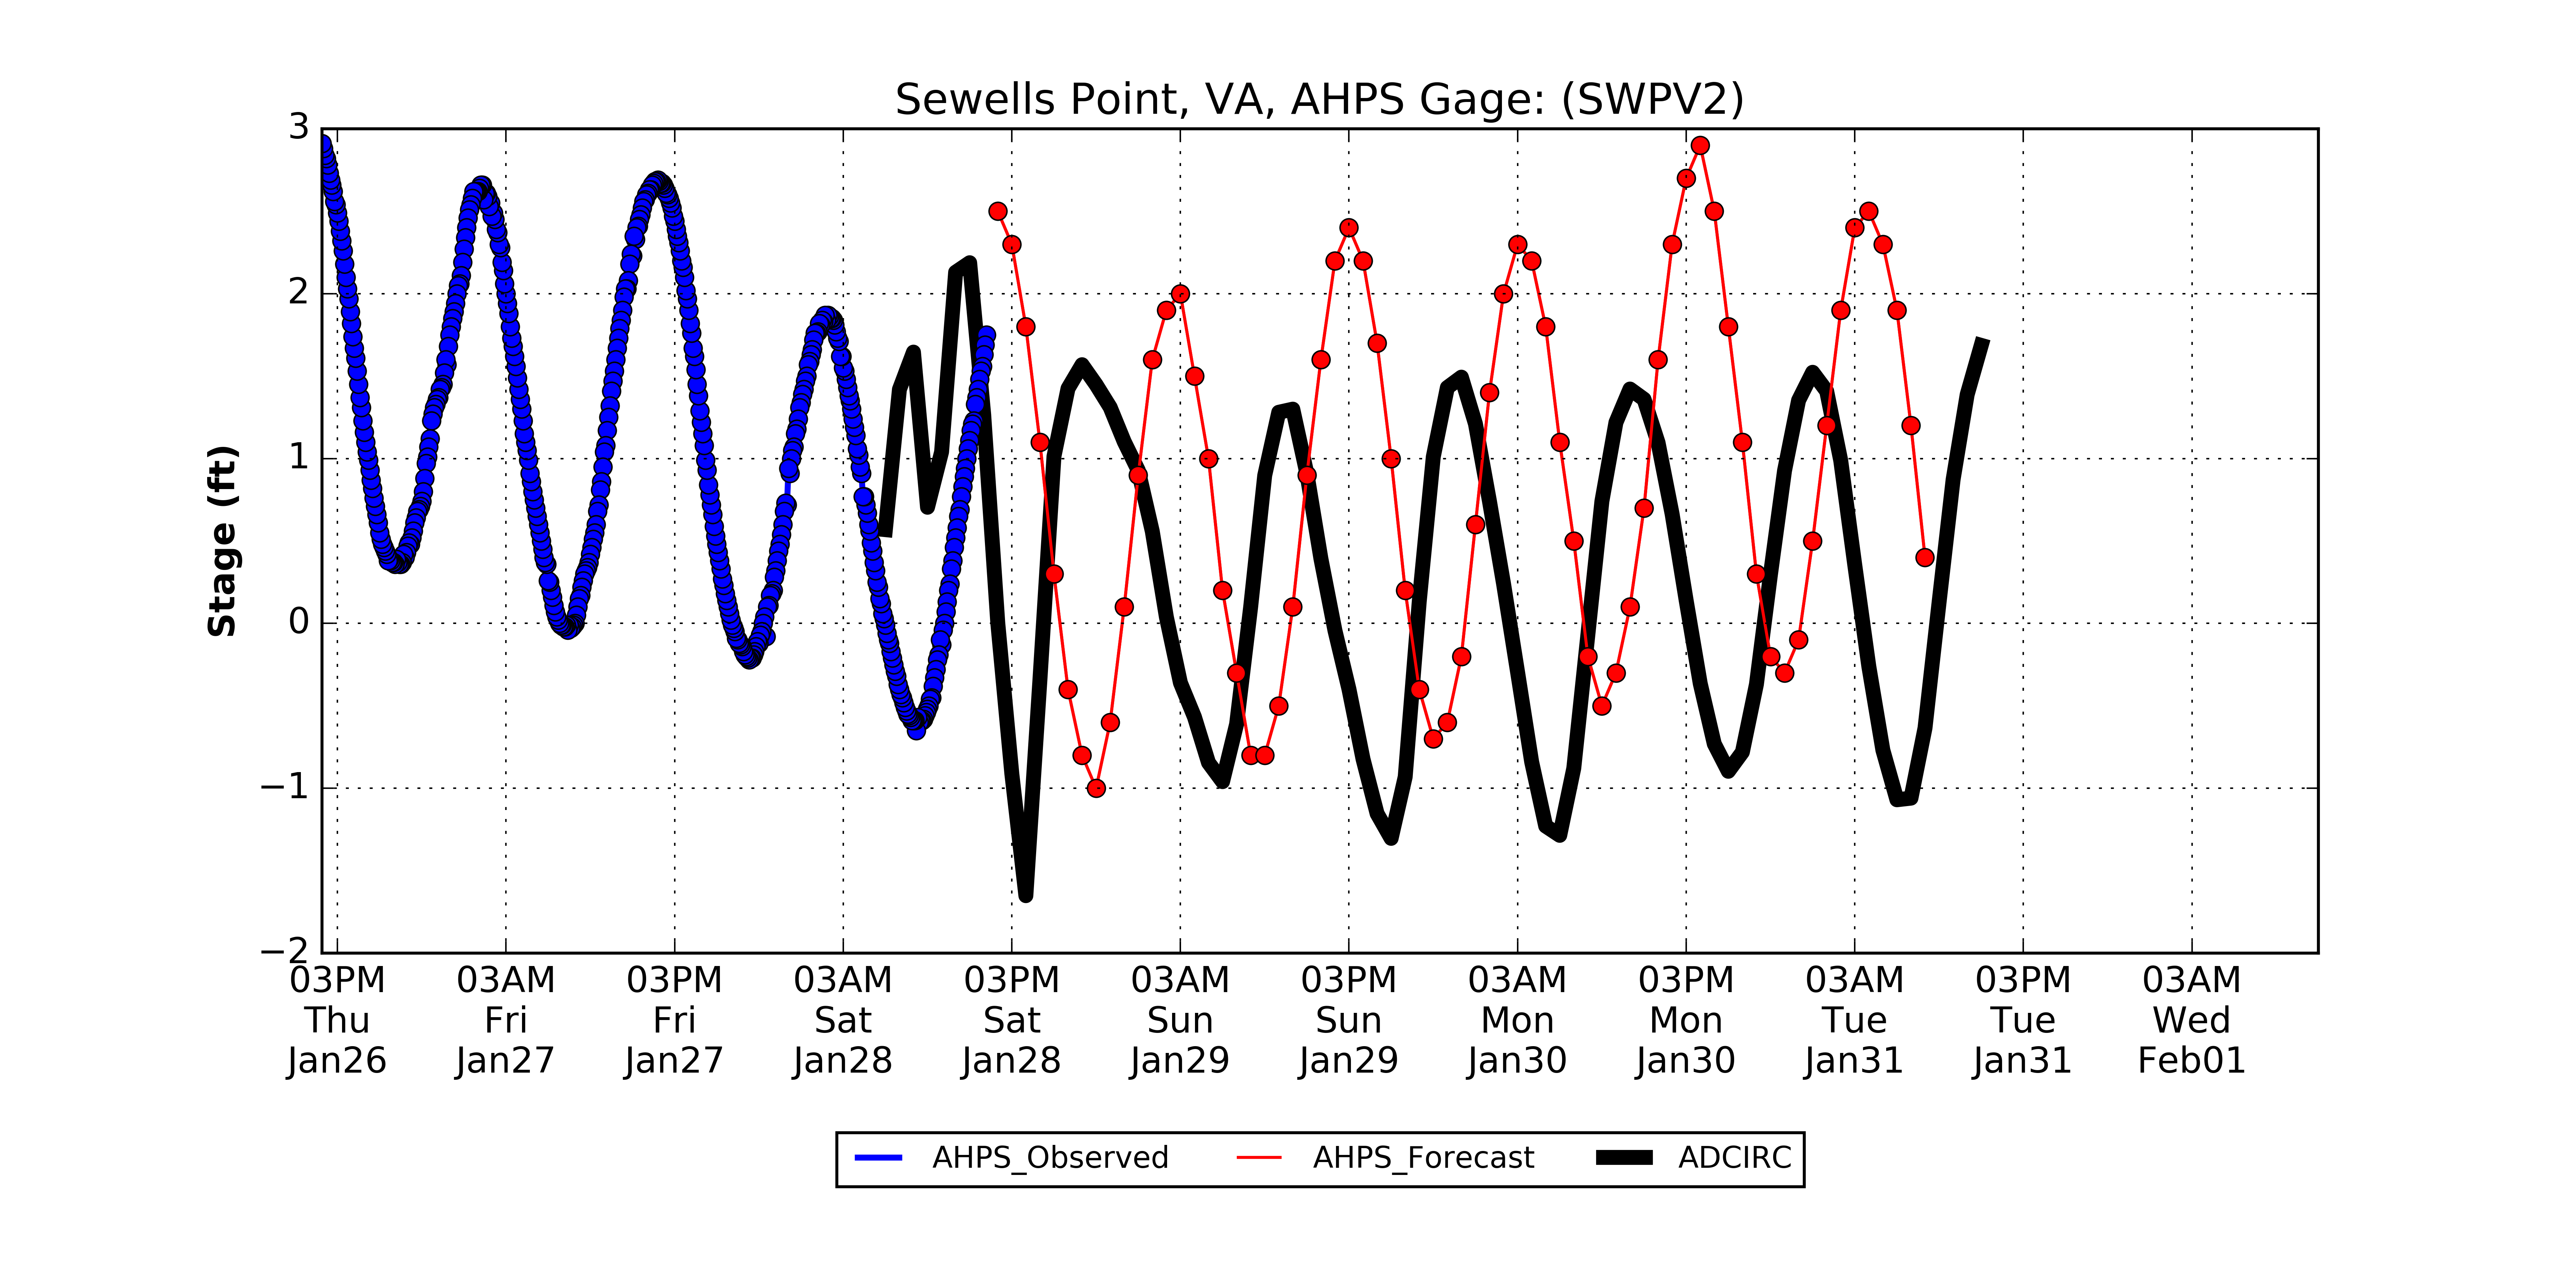 Sewells Point, VA, AHPS Gage: (SWPV2)
Stage (ft)
3
2
1
0
−1
−2
03PM 03AM 03PM 03AM 03PM 03AM 03PM 03AM 03PM 03AM 03PM 03AM
Thu Fri Fri Sat Sat Sun Sun Mon Mon Tue Tue Wed
Jan26 Jan27 Jan27 Jan28 Jan28 Jan29 Jan29 Jan30 Jan30 Jan31 Jan31 Feb01
AHPS_Observed AHPS_Forecast ADCIRC